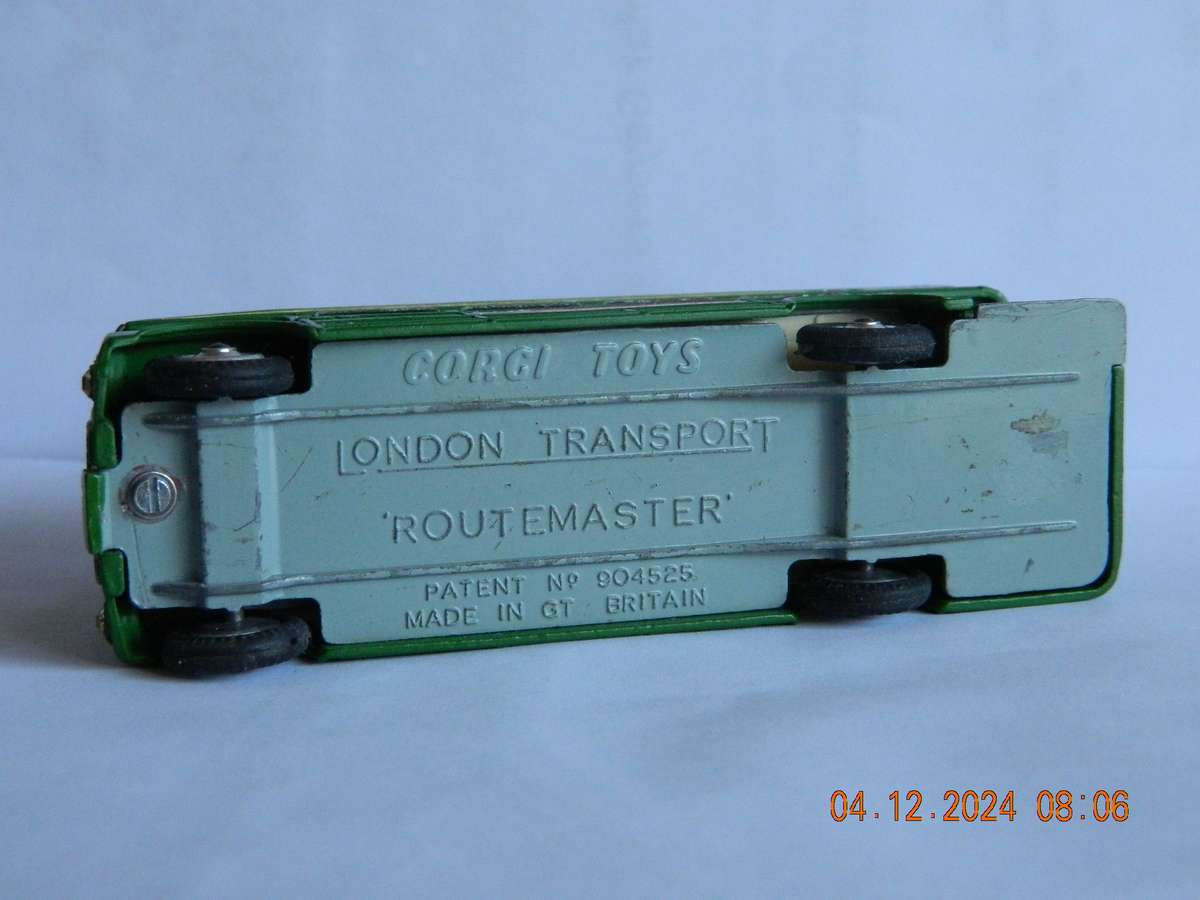 CORGI TOYS
LONDON TRANSPORT
'ROUTEMASTER'
PATENT Nº 904525
MADE IN GT BRITAIN
04.12.2024 08:06